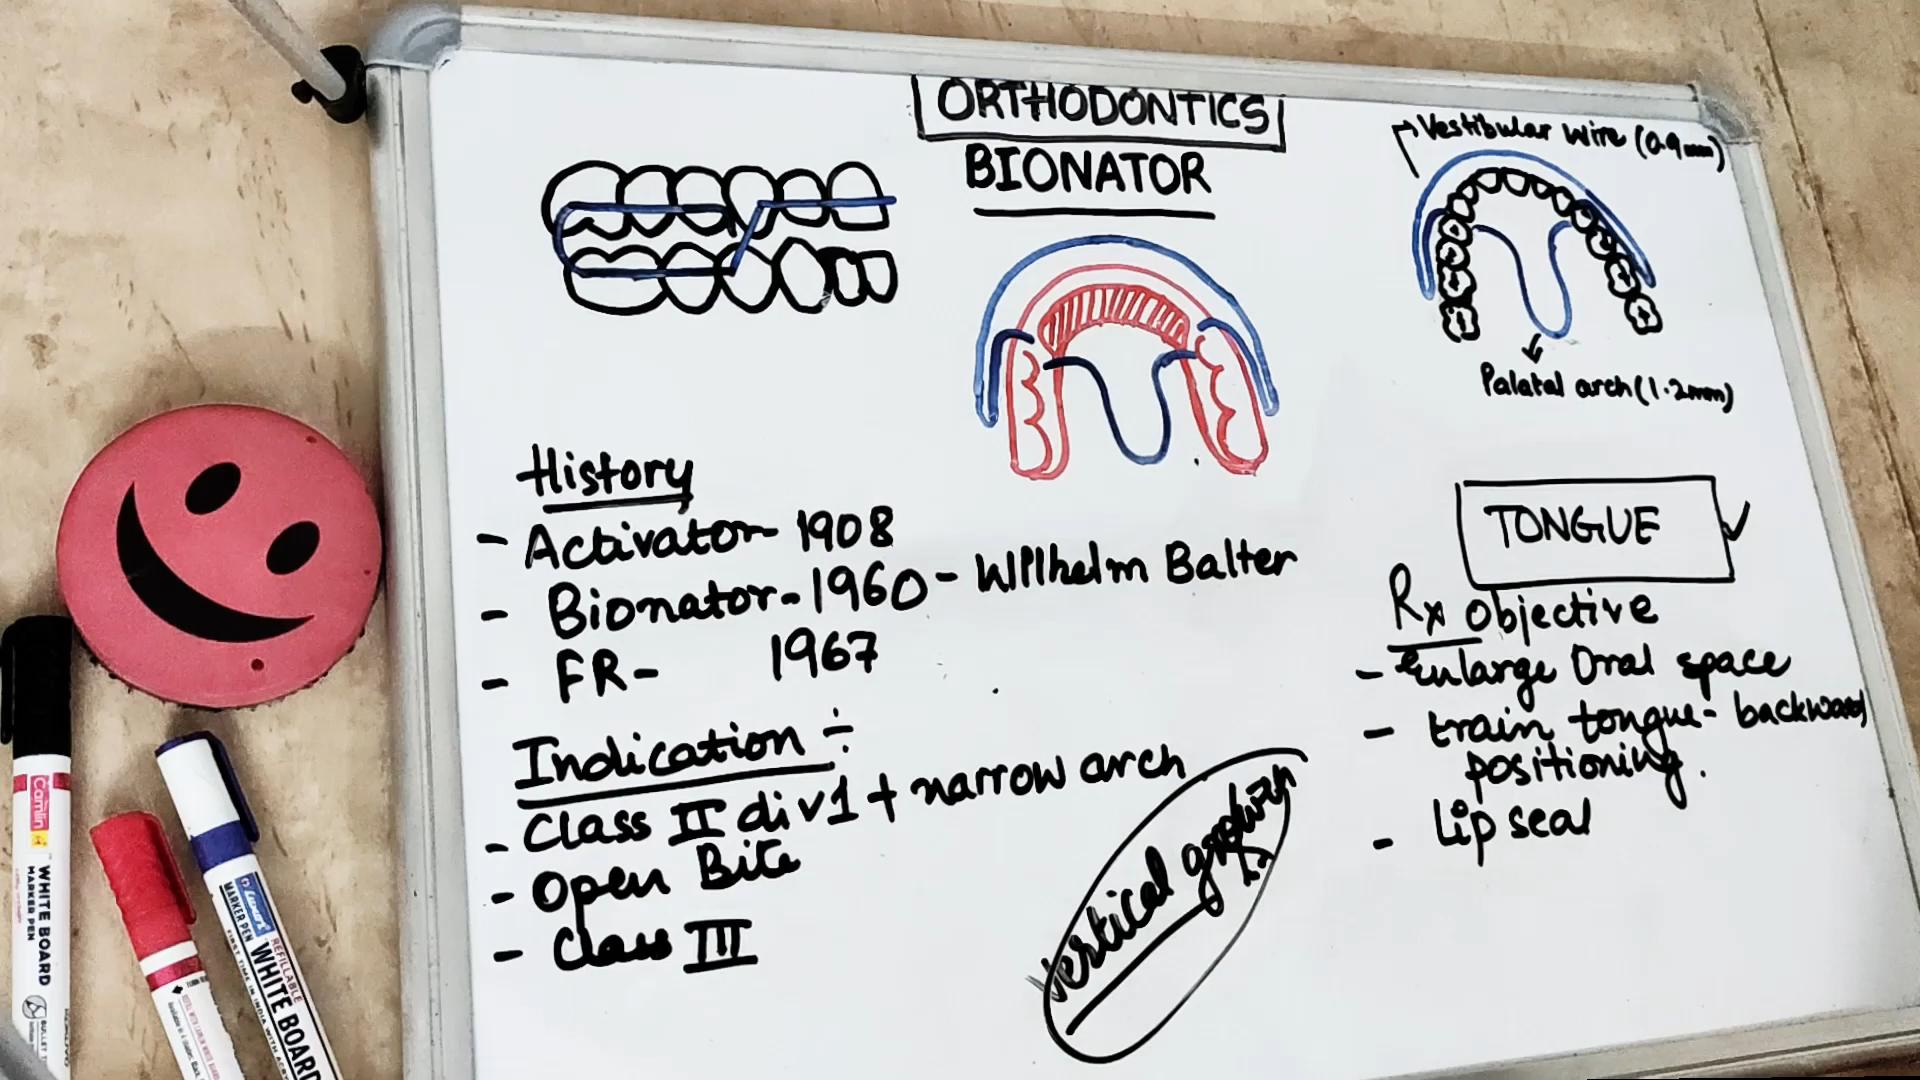 ORTHODONTICS
BIONATOR
Vestibular wire (0.9mm)
Palatal arch (1.2mm)
History
- Activator - 1908
- Bionator - 1960 - Wilhelm Balter
- FR - 1967
Indication ÷
- Class II div 1 + narrow arch
- Open Bite
- Class III
Vertical growth
TONGUE ✓
Rx Objective
- Enlarge Oral space
- train tongue - backward
positioning.
- Lip seal
Camlin
WHITE BOARD
MARKER PEN
REFILLABLE
WHITE BOARD
MARKER PEN